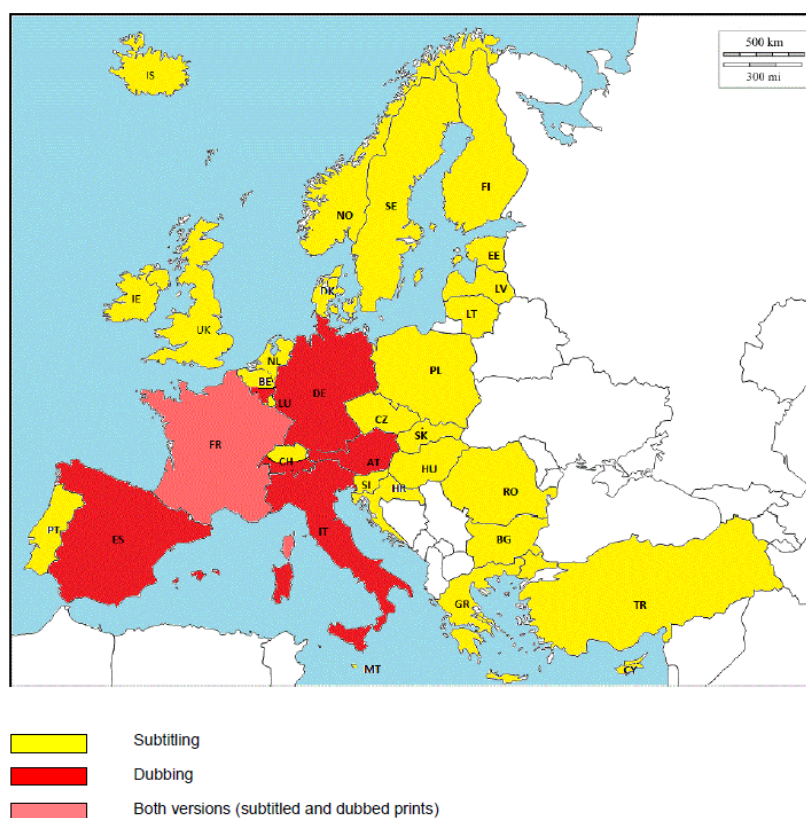 500 km
300 mi
IS
NO
SE
FI
EE
LV
LT
DK
IE
UK
NL
BE
LU
DE
PL
CZ
SK
FR
CH
AT
HU
SI
HR
RO
PT
ES
IT
BG
GR
TR
MT
CY
Subtitling
Dubbing
Both versions (subtitled and dubbed prints)